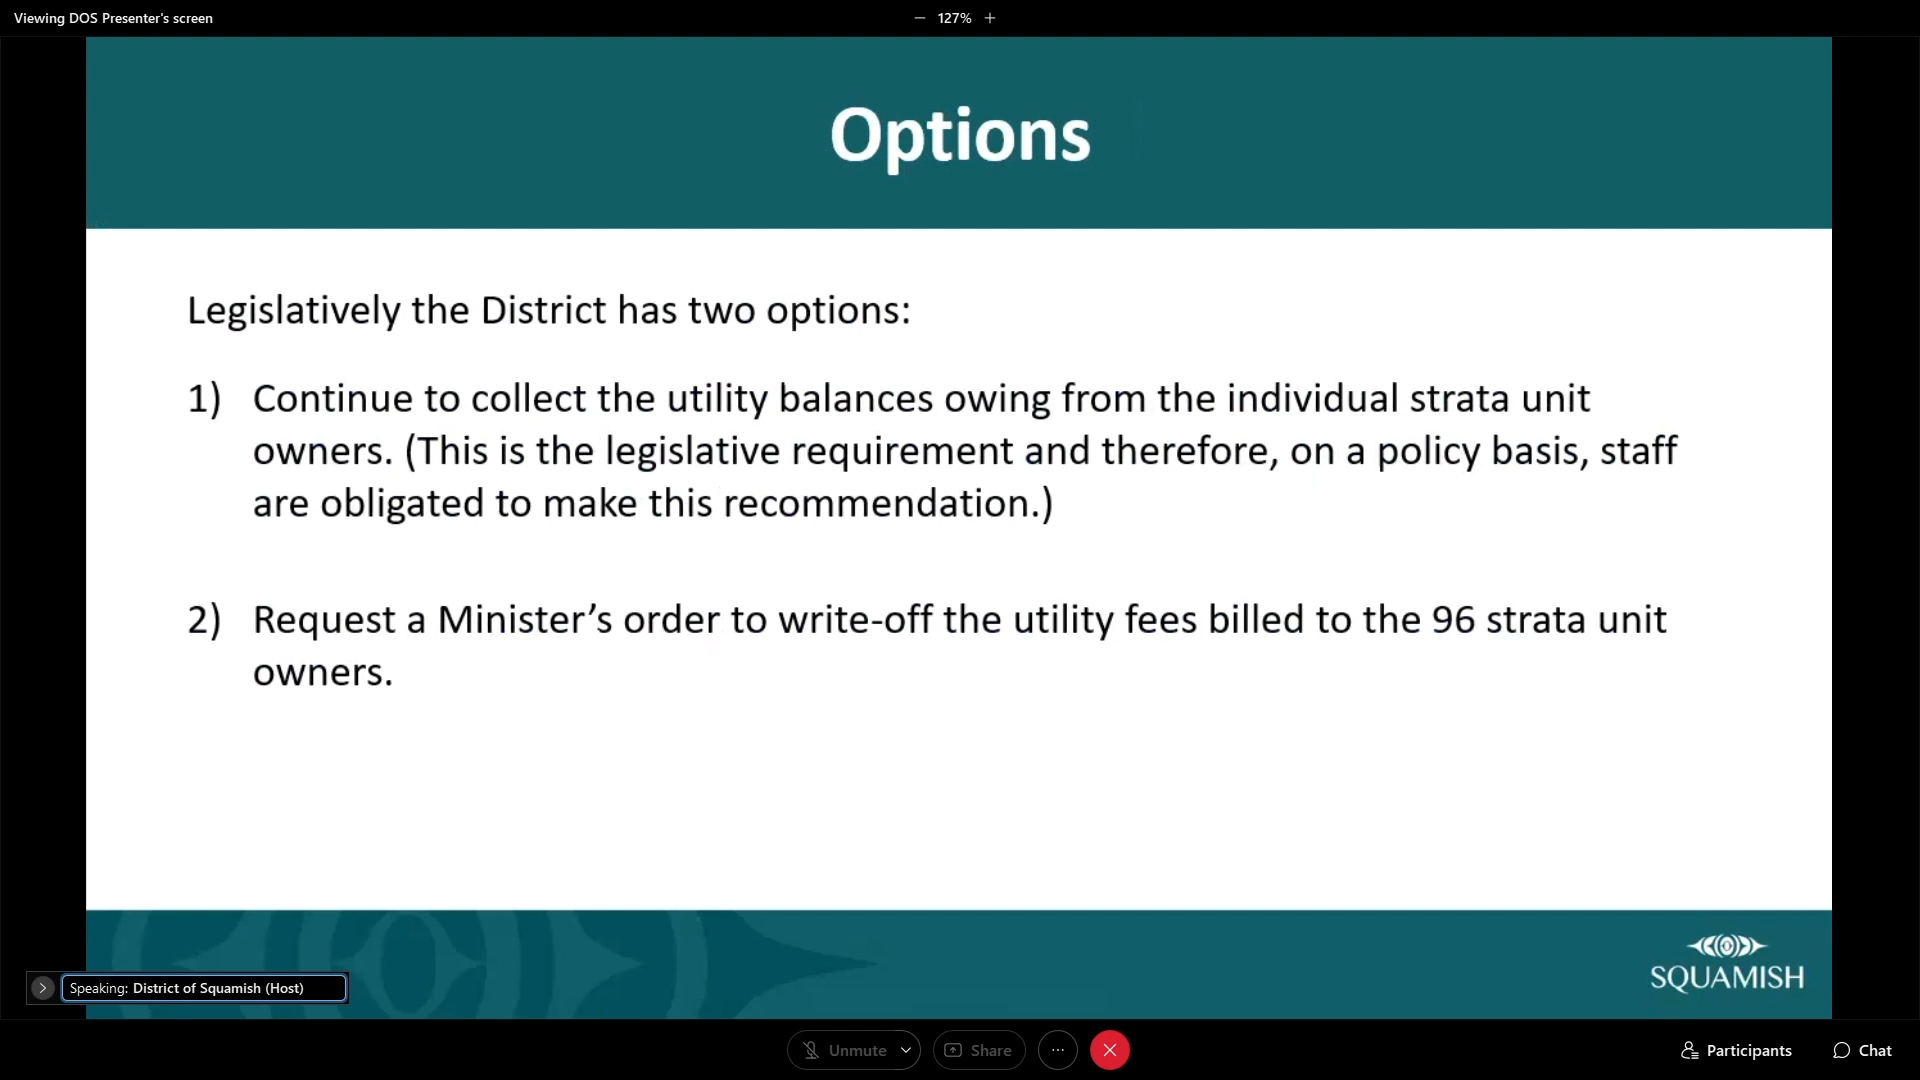 Viewing DOS Presenter's screen
127%
Options
Legislatively the District has two options:
1) Continue to collect the utility balances owing from the individual strata unit
owners. (This is the legislative requirement and therefore, on a policy basis, staff
are obligated to make this recommendation.)
2) Request a Minister’s order to write-off the utility fees billed to the 96 strata unit
owners.
SQUAMISH
Speaking: District of Squamish (Host)
Unmute
Share
Participants
Chat